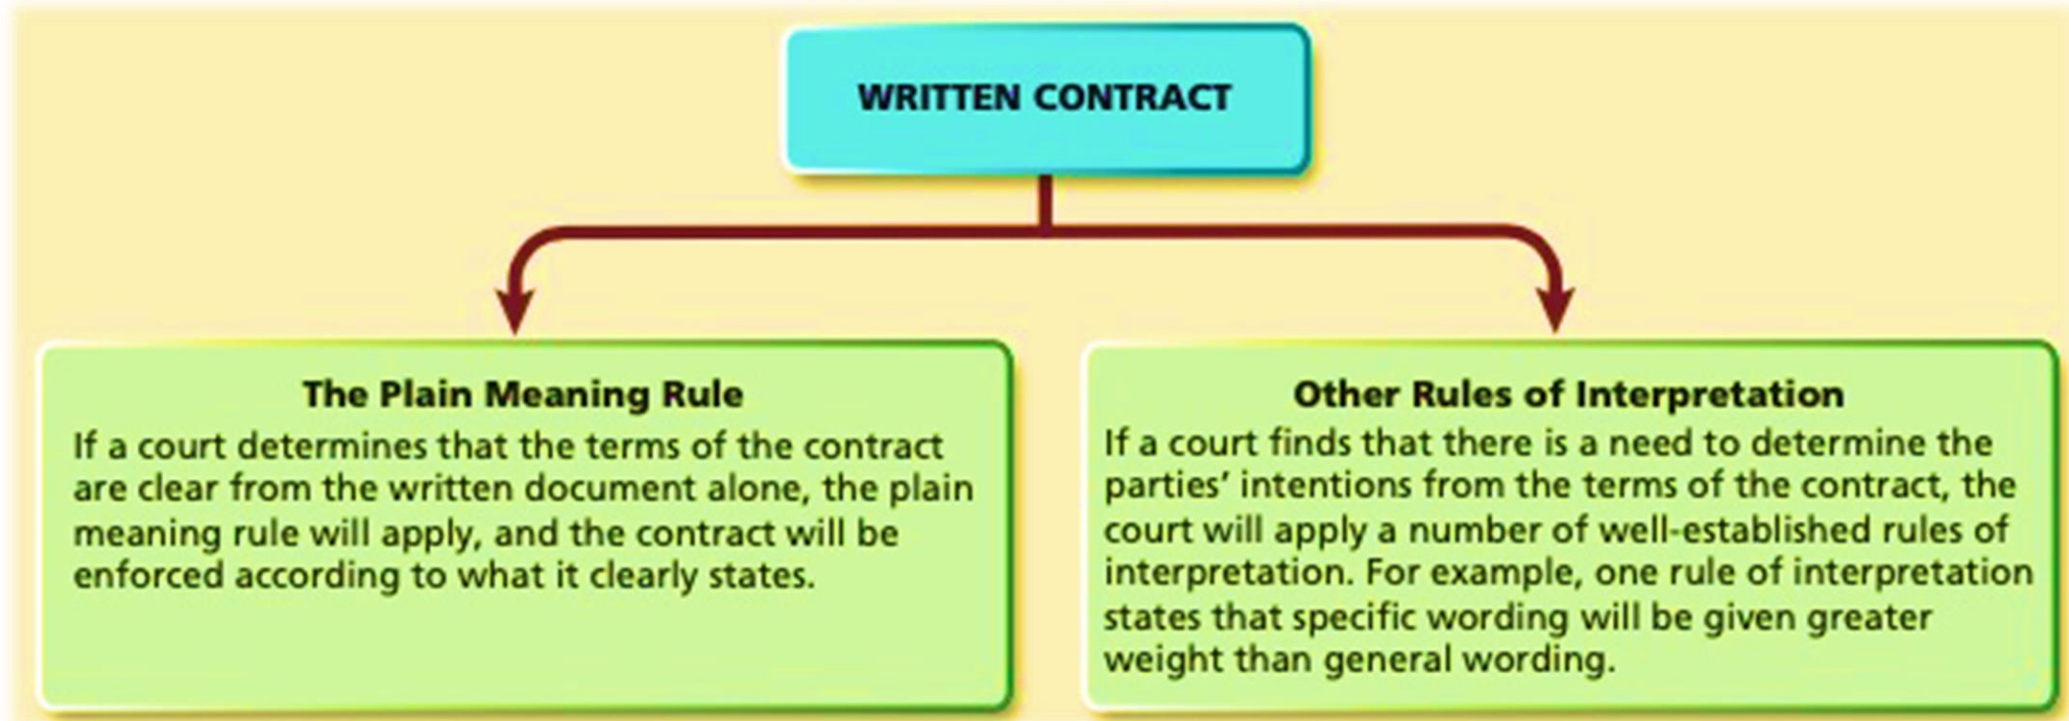 WRITTEN CONTRACT
The Plain Meaning Rule
If a court determines that the terms of the contract
are clear from the written document alone, the plain
meaning rule will apply, and the contract will be
enforced according to what it clearly states.
Other Rules of Interpretation
If a court finds that there is a need to determine the
parties’ intentions from the terms of the contract, the
court will apply a number of well-established rules of
interpretation. For example, one rule of interpretation
states that specific wording will be given greater
weight than general wording.